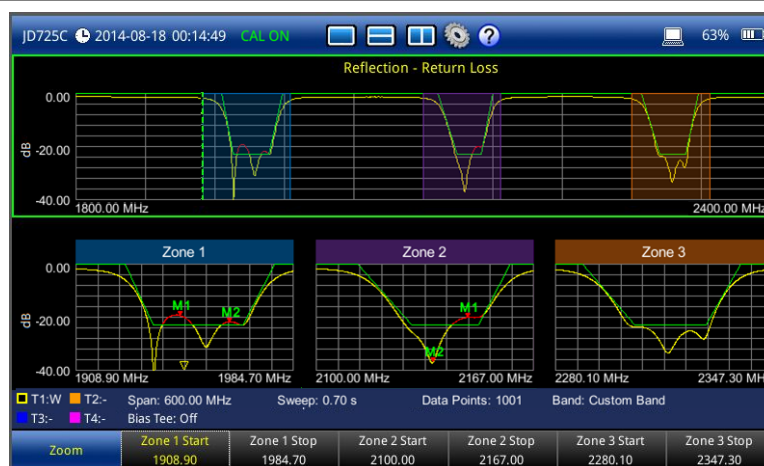 JD725C 2014-08-18 00:14:49 CAL ON ? 63%
Reflection - Return Loss
0.00
dB -20.00
-40.00
1800.00 MHz 2400.00 MHz
Zone 1 Zone 2 Zone 3
0.00
M1 M2 M1
dB -20.00
M2
-40.00
1908.90 MHz 1984.70 MHz 2100.00 MHz 2167.00 MHz 2280.10 MHz 2347.30 MHz
T1:W T2:- Span: 600.00 MHz Sweep: 0.70 s Data Points: 1001 Band: Custom Band
T3:- T4:- Bias Tee: Off
Zoom Zone 1 Start Zone 1 Stop Zone 2 Start Zone 2 Stop Zone 3 Start Zone 3 Stop
1908.90 1984.70 2100.00 2167.00 2280.10 2347.30